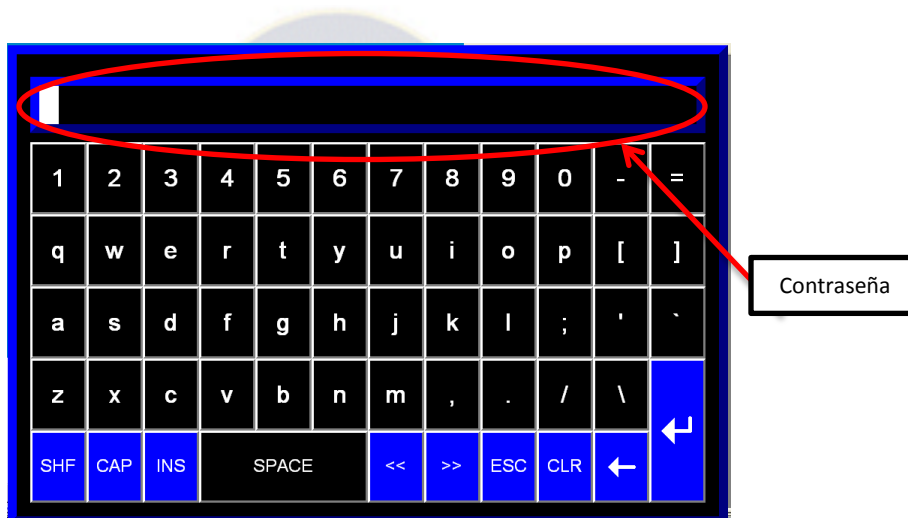 1 2 3 4 5 6 7 8 9 0 - =
q w e r t y u i o p [ ]
Contraseña
a s d f g h j k l ; ' `
z x c v b n m , . / \
SHF CAP INS SPACE << >> ESC CLR ←